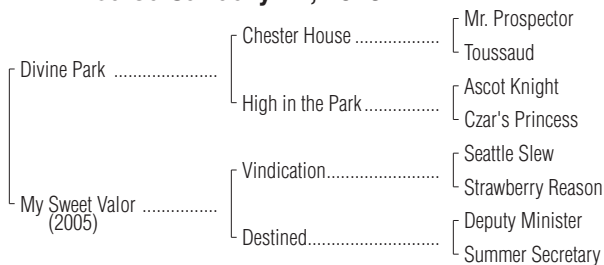 Chester House ...................
Mr. Prospector
Toussaud
Divine Park .......................
High in the Park.................
Ascot Knight
Czar's Princess
Vindication.........................
Seattle Slew
Strawberry Reason
My Sweet Valor .................
(2005)
Destined.............................
Deputy Minister
Summer Secretary